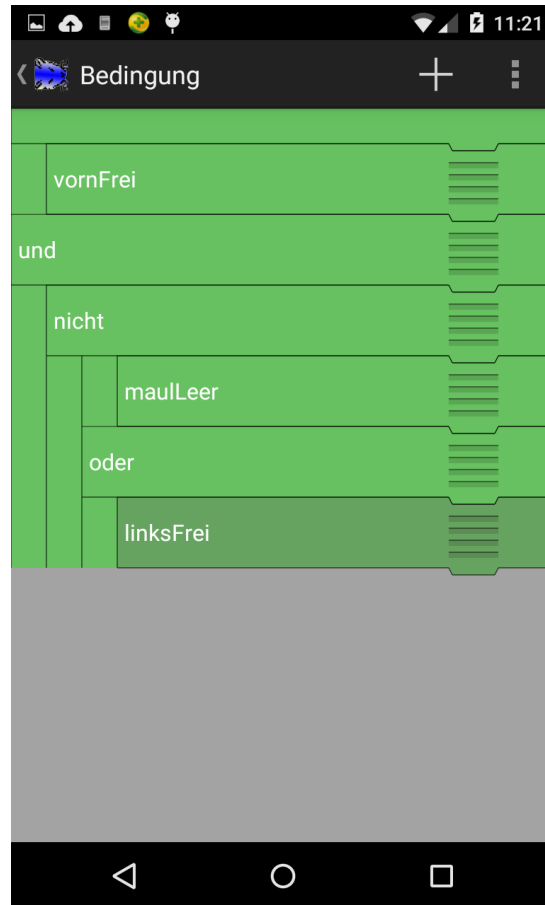 11:21
Bedingung
vornFrei
und
nicht
maulLeer
oder
linksFrei